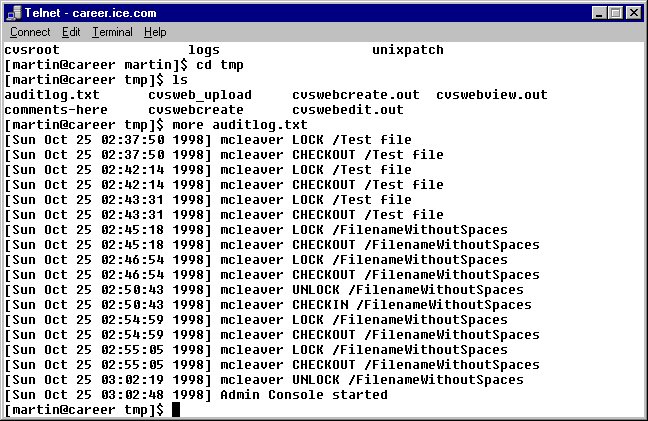 Telnet - career.ice.com
Connect Edit Terminal Help
cvsroot logs unixpatch
[martin@career martin]$ cd tmp
[martin@career tmp]$ ls
auditlog.txt cvsweb_upload cvswebcreate.out cvswebview.out
comments-here cvswebcreate cvswebedit.out
[martin@career tmp]$ more auditlog.txt
[Sun Oct 25 02:37:50 1998] mcleaver LOCK /Test file
[Sun Oct 25 02:37:50 1998] mcleaver CHECKOUT /Test file
[Sun Oct 25 02:42:14 1998] mcleaver LOCK /Test file
[Sun Oct 25 02:42:14 1998] mcleaver CHECKOUT /Test file
[Sun Oct 25 02:43:31 1998] mcleaver LOCK /Test file
[Sun Oct 25 02:43:31 1998] mcleaver CHECKOUT /Test file
[Sun Oct 25 02:45:18 1998] mcleaver LOCK /FilenameWithoutSpaces
[Sun Oct 25 02:45:18 1998] mcleaver CHECKOUT /FilenameWithoutSpaces
[Sun Oct 25 02:46:54 1998] mcleaver LOCK /FilenameWithoutSpaces
[Sun Oct 25 02:46:54 1998] mcleaver CHECKOUT /FilenameWithoutSpaces
[Sun Oct 25 02:50:43 1998] mcleaver UNLOCK /FilenameWithoutSpaces
[Sun Oct 25 02:50:43 1998] mcleaver CHECKIN /FilenameWithoutSpaces
[Sun Oct 25 02:54:59 1998] mcleaver LOCK /FilenameWithoutSpaces
[Sun Oct 25 02:54:59 1998] mcleaver CHECKOUT /FilenameWithoutSpaces
[Sun Oct 25 02:55:05 1998] mcleaver LOCK /FilenameWithoutSpaces
[Sun Oct 25 02:55:05 1998] mcleaver CHECKOUT /FilenameWithoutSpaces
[Sun Oct 25 03:02:19 1998] mcleaver UNLOCK /FilenameWithoutSpaces
[Sun Oct 25 03:02:48 1998] Admin Console started
[martin@career tmp]$